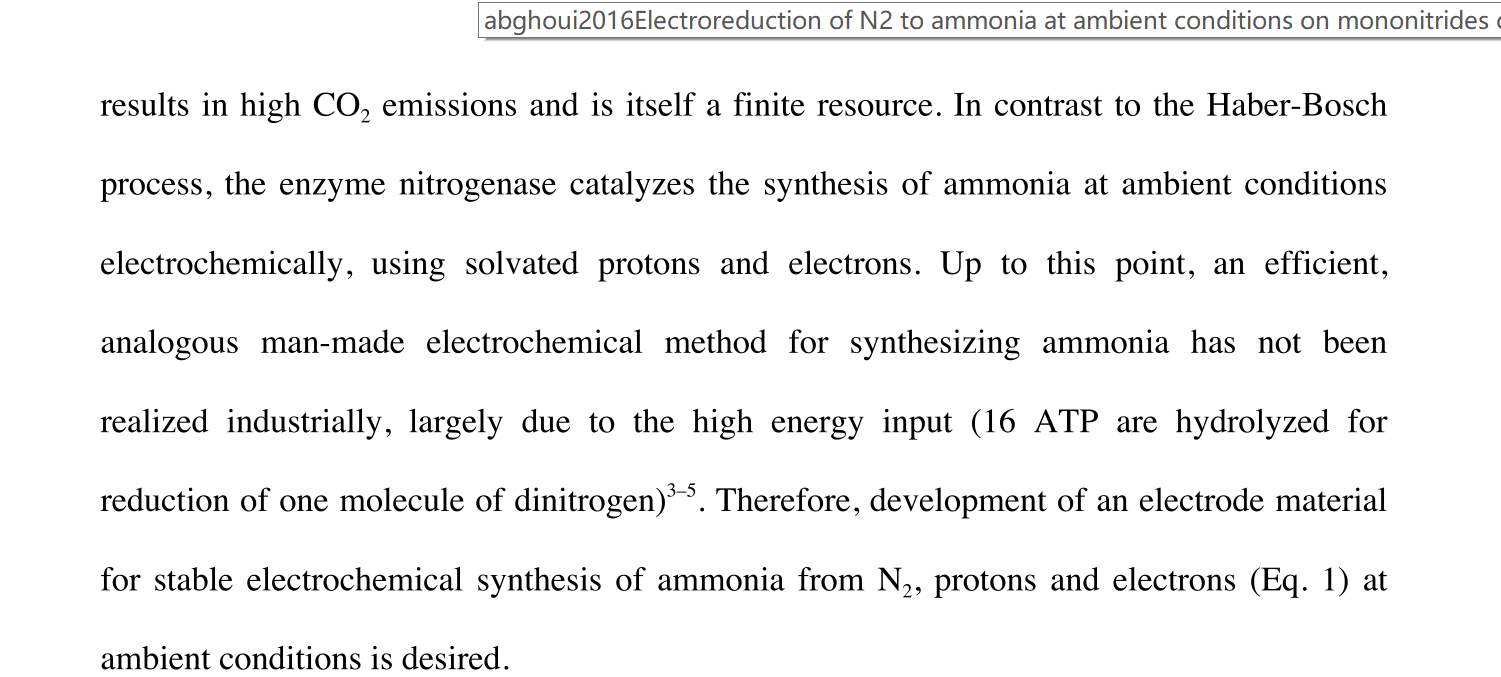 abghoui2016Electroreduction of N2 to ammonia at ambient conditions on mononitrides
results in high CO₂ emissions and is itself a finite resource. In contrast to the Haber-Bosch
process, the enzyme nitrogenase catalyzes the synthesis of ammonia at ambient conditions
electrochemically, using solvated protons and electrons. Up to this point, an efficient,
analogous man-made electrochemical method for synthesizing ammonia has not been
realized industrially, largely due to the high energy input (16 ATP are hydrolyzed for
reduction of one molecule of dinitrogen)³⁻⁵. Therefore, development of an electrode material
for stable electrochemical synthesis of ammonia from N₂, protons and electrons (Eq. 1) at
ambient conditions is desired.